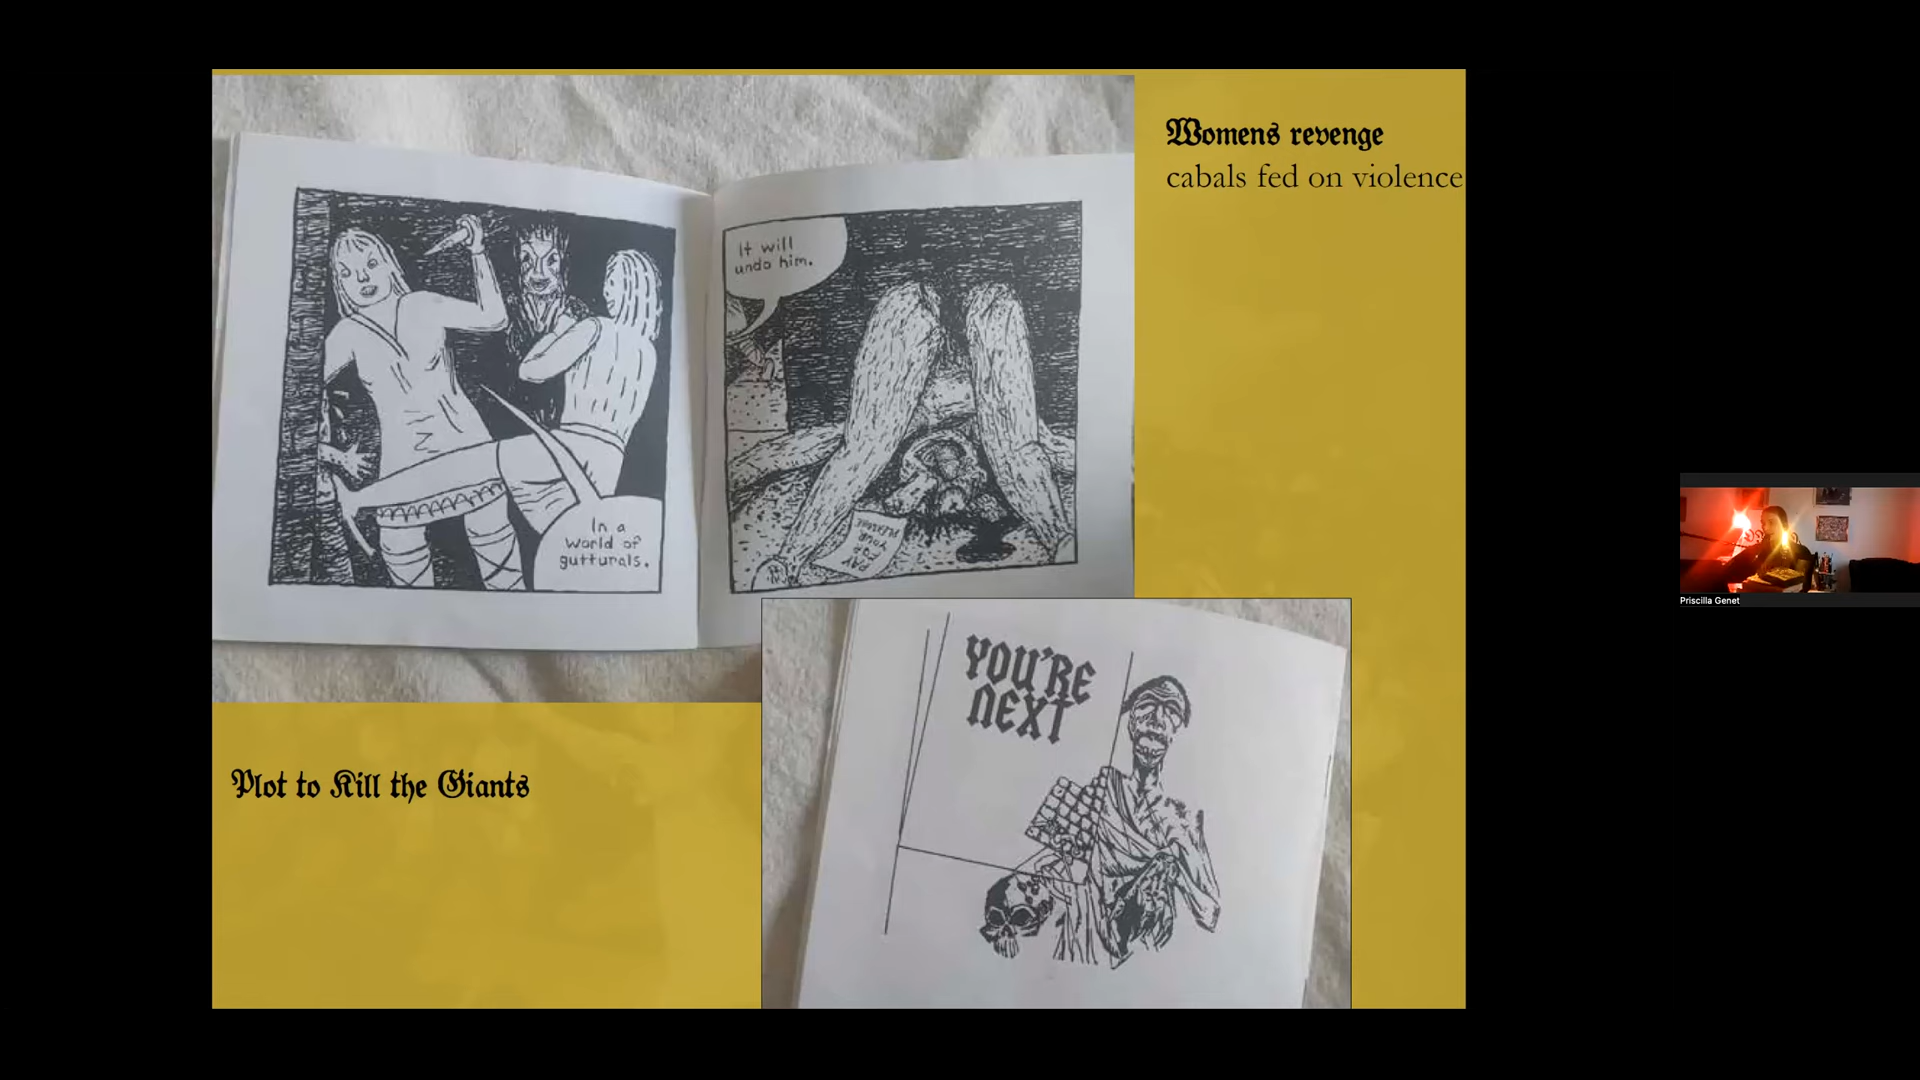 Womens revenge
cabals fed on violence
It will
undo him.
In a
world of
gutturals.
PAY
FOR
YOUR
PLEASURE
YOU'RE
NEXT
Plot to Kill the Giants
Priscilla Genet